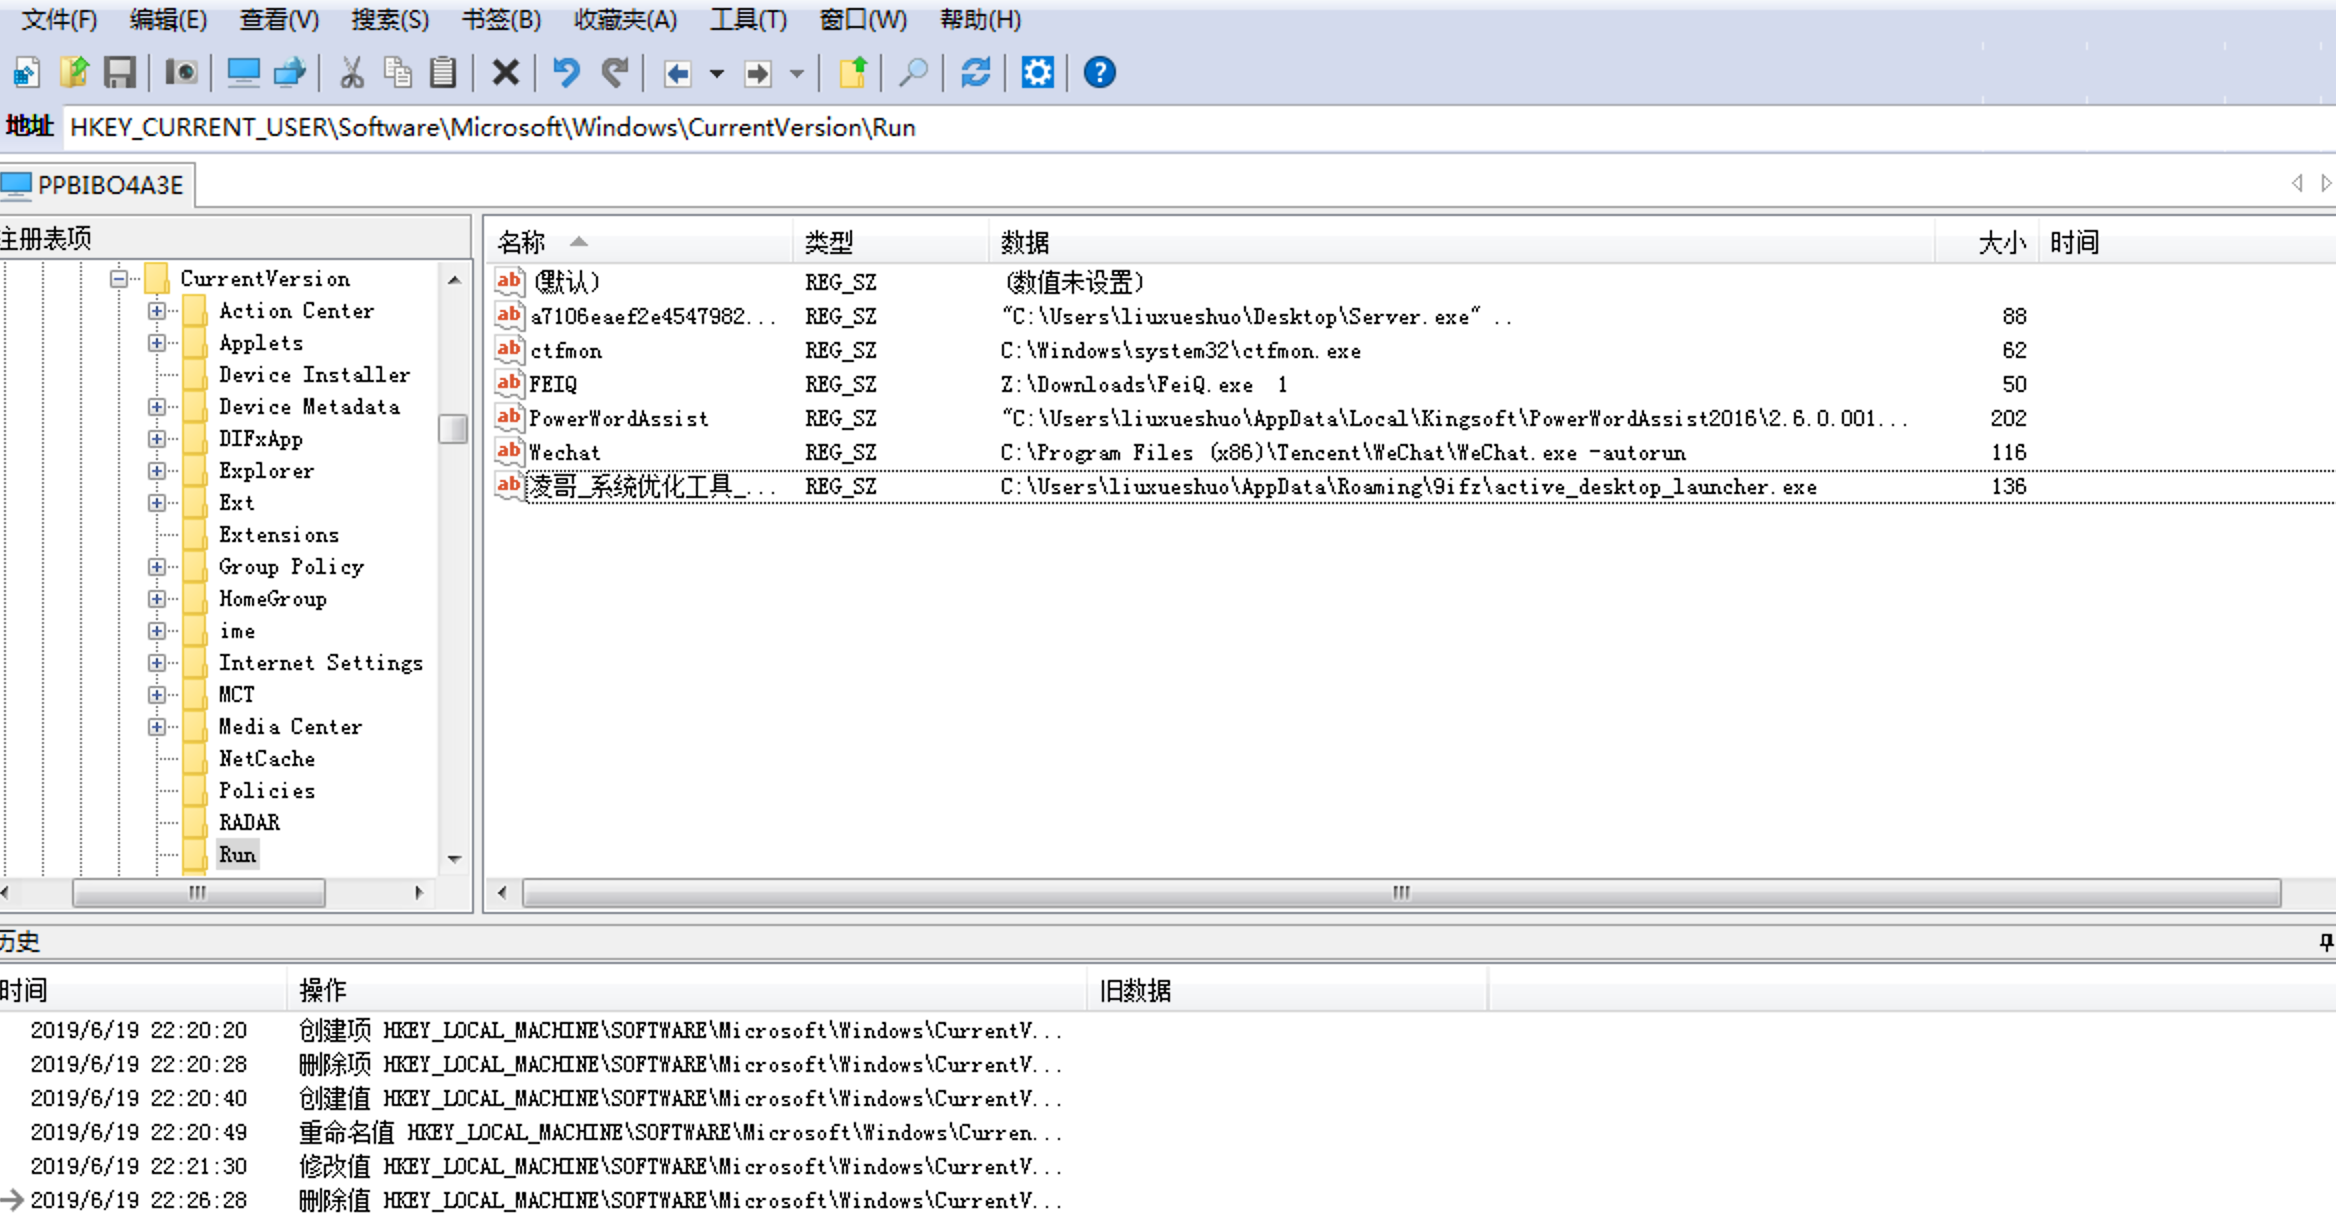 文件(F) 编辑(E) 查看(V) 搜索(S) 书签(B) 收藏夹(A) 工具(T) 窗口(W) 帮助(H)
地址 HKEY_CURRENT_USER\Software\Microsoft\Windows\CurrentVersion\Run
PPBIBO4A3E
注册表项
CurrentVersion
Action Center
Applets
Device Installer
Device Metadata
DIFxApp
Explorer
Ext
Extensions
Group Policy
HomeGroup
ime
Internet Settings
MCT
Media Center
NetCache
Policies
RADAR
Run
名称 类型 数据 大小 时间
(默认) REG_SZ (数值未设置)
a7106eaef2e4547982... REG_SZ "C:\Users\liuxueshuo\Desktop\Server.exe" .. 88
ctfmon REG_SZ C:\Windows\system32\ctfmon.exe 62
FEIQ REG_SZ Z:\Downloads\FeiQ.exe 1 50
PowerWordAssist REG_SZ "C:\Users\liuxueshuo\AppData\Local\Kingsoft\PowerWordAssist2016\2.6.0.001... 202
Wechat REG_SZ C:\Program Files (x86)\Tencent\WeChat\WeChat.exe -autorun 116
凌哥_系统优化工具_... REG_SZ C:\Users\liuxueshuo\AppData\Roaming\9ifz\active_desktop_launcher.exe 136
历史
时间 操作 旧数据
2019/6/19 22:20:20 创建项 HKEY_LOCAL_MACHINE\SOFTWARE\Microsoft\Windows\CurrentV...
2019/6/19 22:20:28 删除项 HKEY_LOCAL_MACHINE\SOFTWARE\Microsoft\Windows\CurrentV...
2019/6/19 22:20:40 创建值 HKEY_LOCAL_MACHINE\SOFTWARE\Microsoft\Windows\CurrentV...
2019/6/19 22:20:49 重命名值 HKEY_LOCAL_MACHINE\SOFTWARE\Microsoft\Windows\Curren...
2019/6/19 22:21:30 修改值 HKEY_LOCAL_MACHINE\SOFTWARE\Microsoft\Windows\CurrentV...
2019/6/19 22:26:28 删除值 HKEY_LOCAL_MACHINE\SOFTWARE\Microsoft\Windows\CurrentV...